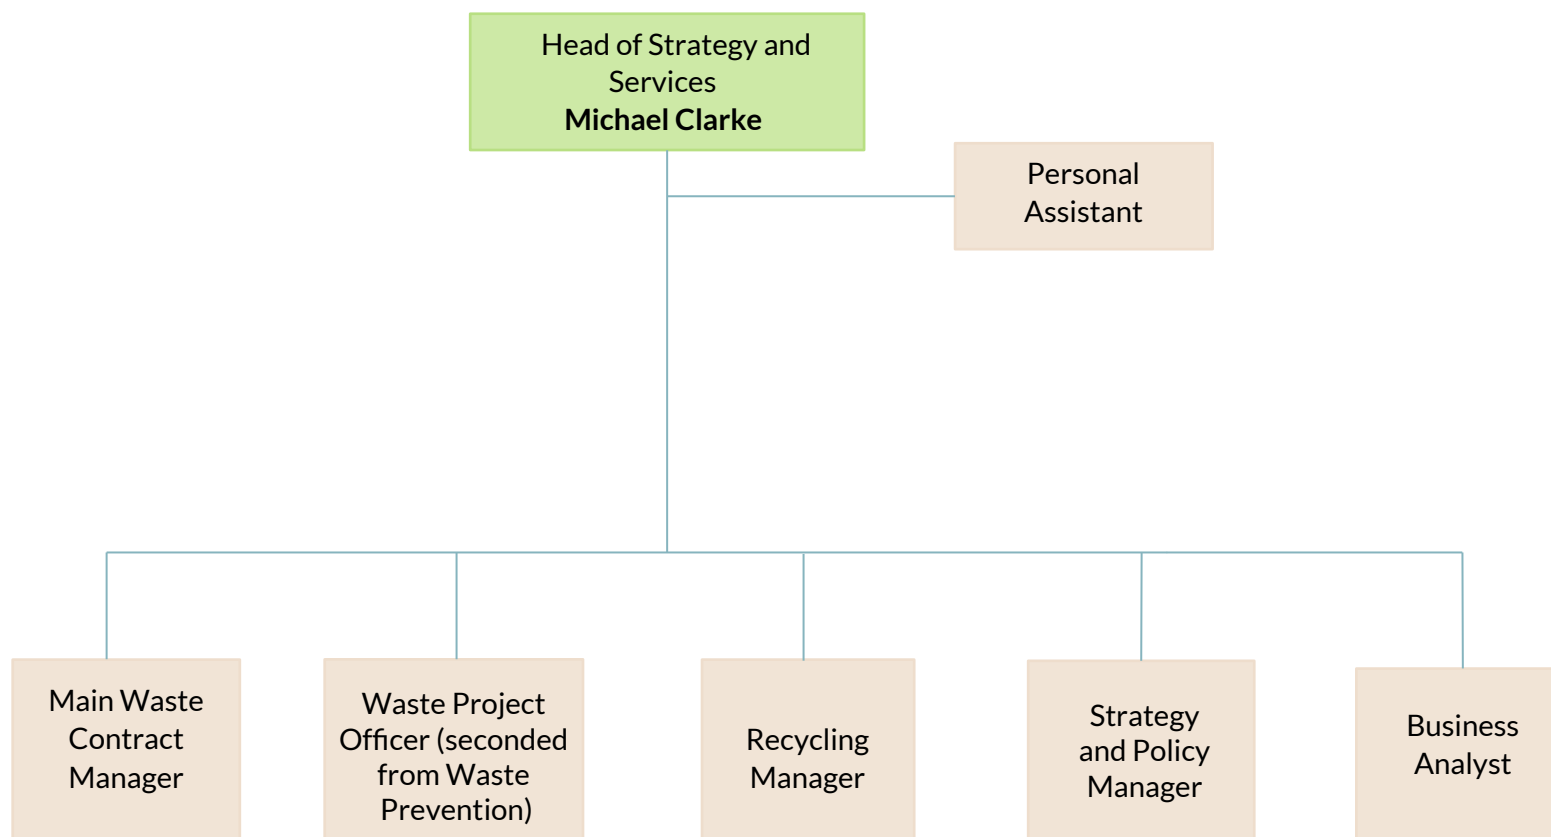 Head of Strategy and
Services
Michael Clarke
Personal
Assistant
Main Waste
Contract
Manager
Waste Project
Officer (seconded
from Waste
Prevention)
Recycling
Manager
Strategy
and Policy
Manager
Business
Analyst